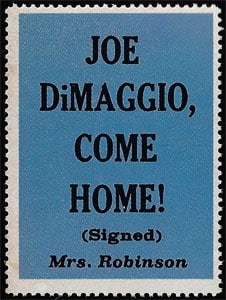 JOE
DiMAGGIO,
COME
HOME!
(Signed)
Mrs. Robinson